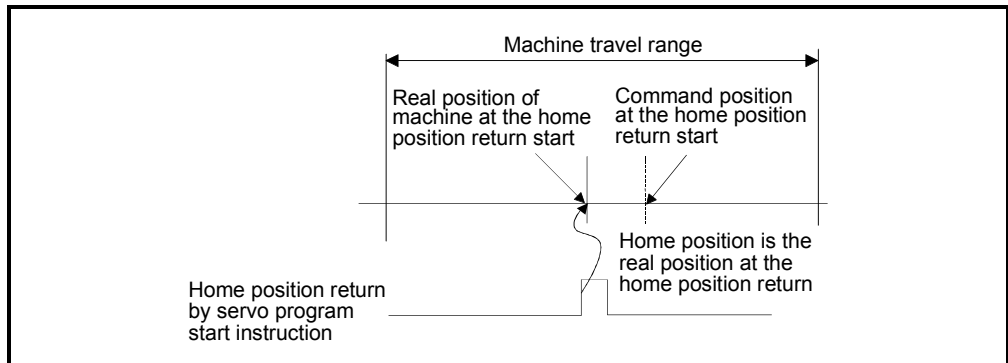 Machine travel range
Real position of
machine at the home
position return start
Command position
at the home position
return start
Home position is the
real position at the
home position return
Home position return
by servo program
start instruction